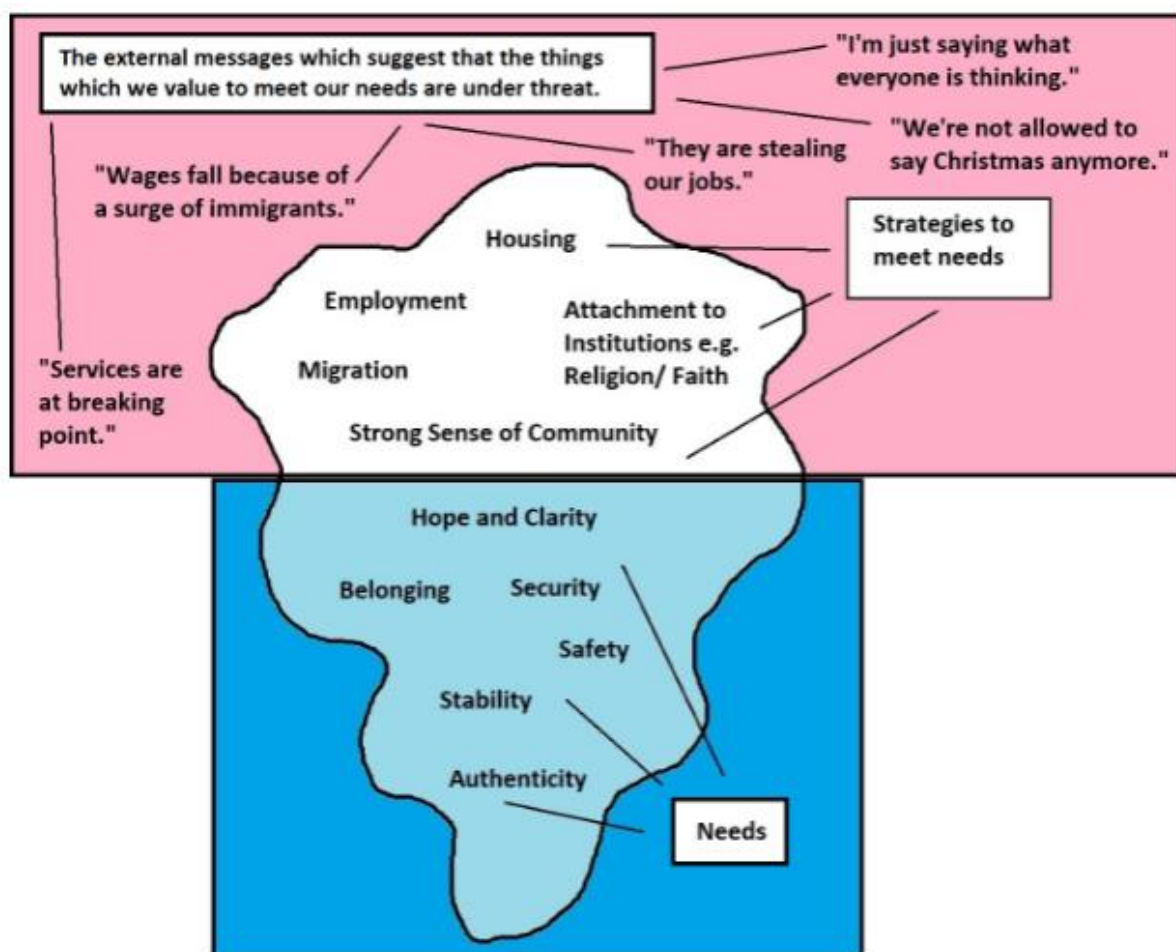 The external messages which suggest that the things
which we value to meet our needs are under threat.
"I'm just saying what
everyone is thinking."
"We're not allowed to
say Christmas anymore."
"They are stealing
our jobs."
"Wages fall because of
a surge of immigrants."
Strategies to
meet needs
Housing
Employment
Attachment to
Institutions e.g.
Religion/ Faith
Migration
"Services are
at breaking
point."
Strong Sense of Community
Hope and Clarity
Belonging
Security
Safety
Stability
Authenticity
Needs